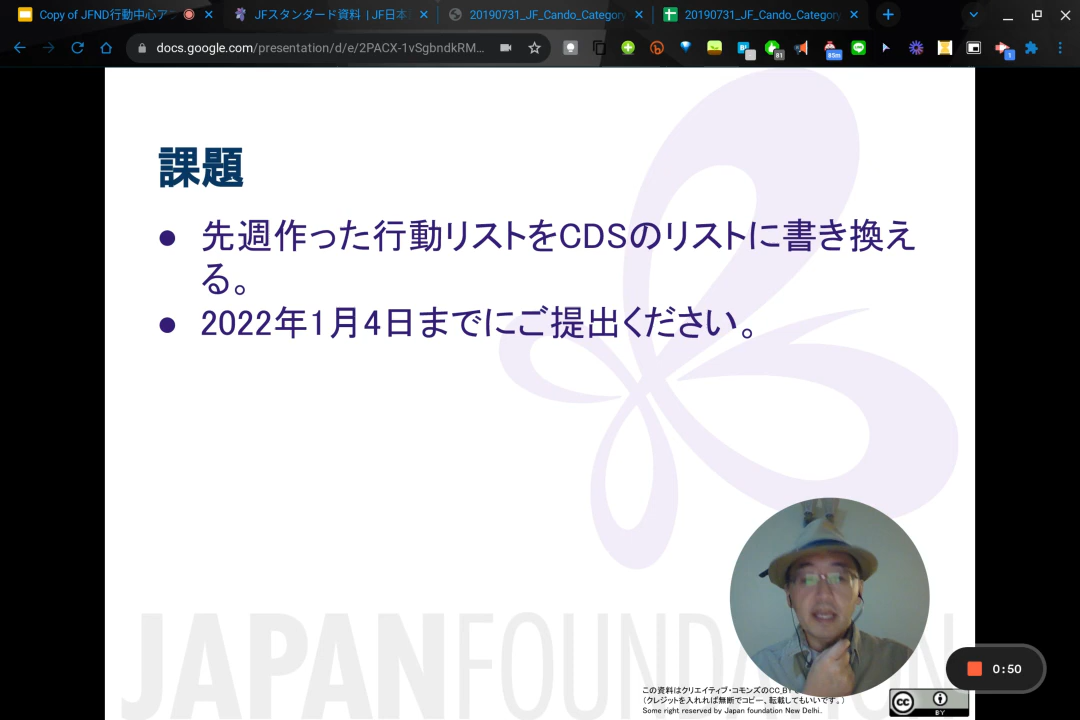 Copy of JFND行動中心ア
JFスタンダード資料 | JF日本
20190731_JF_Cando_Category
20190731_JF_Cando_Category
docs.google.com/presentation/d/e/2PACX-1vSgbndkRM...
課題
● 先週作った行動リストをCDSのリストに書き換え
る。
● 2022年1月4日までにご提出ください。
JAPANFOUNDATION
この資料はクリエイティブ・コモンズのCC_BY
(クレジットを入れれば無断でコピー、転載してもいいです。)
Some right reserved by Japan foundation New Delhi.
cc
BY
0:50